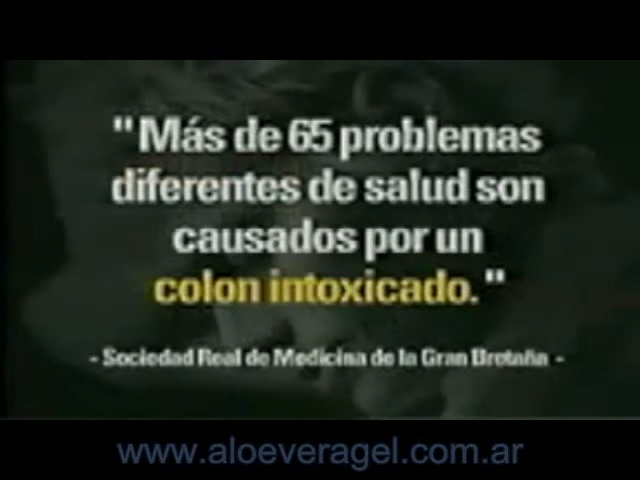 "Más de 65 problemas
diferentes de salud son
causados por un
colon intoxicado."
- Sociedad Real de Medicina de la Gran Bretaña -
www.aloeveragel.com.ar